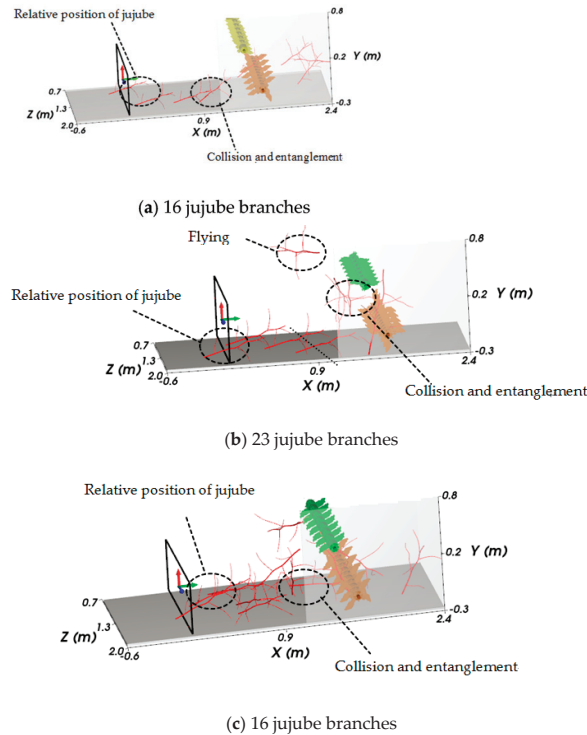 Relative position of jujube
0.8
Y (m)
0.2
0.7
-0.3
Z (m)
1.3
2.0
-0.6
0.9
2.4
X (m)
Collision and entanglement
(a) 16 jujube branches
Flying
0.8
Relative position of jujube
Y (m)
0.2
0.7
Z (m)
1.3
-0.3
2.0
-0.6
0.9
2.4
X (m)
Collision and entanglement
(b) 23 jujube branches
Relative position of jujube
0.8
0.2
Y (m)
0.7
Z (m)
1.3
-0.3
2.0
-0.6
0.9
2.4
X (m)
Collision and entanglement
(c) 16 jujube branches